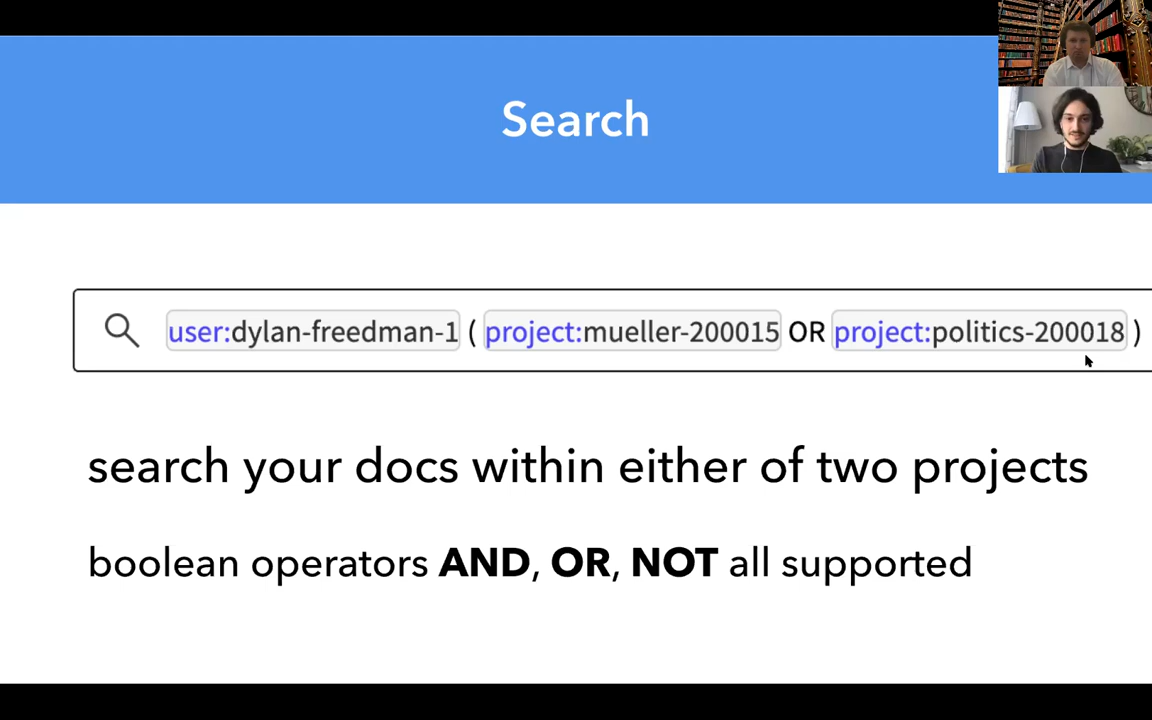 Search
user:dylan-freedman-1 ( project:mueller-200015 OR project:politics-200018 )
search your docs within either of two projects
boolean operators AND, OR, NOT all supported